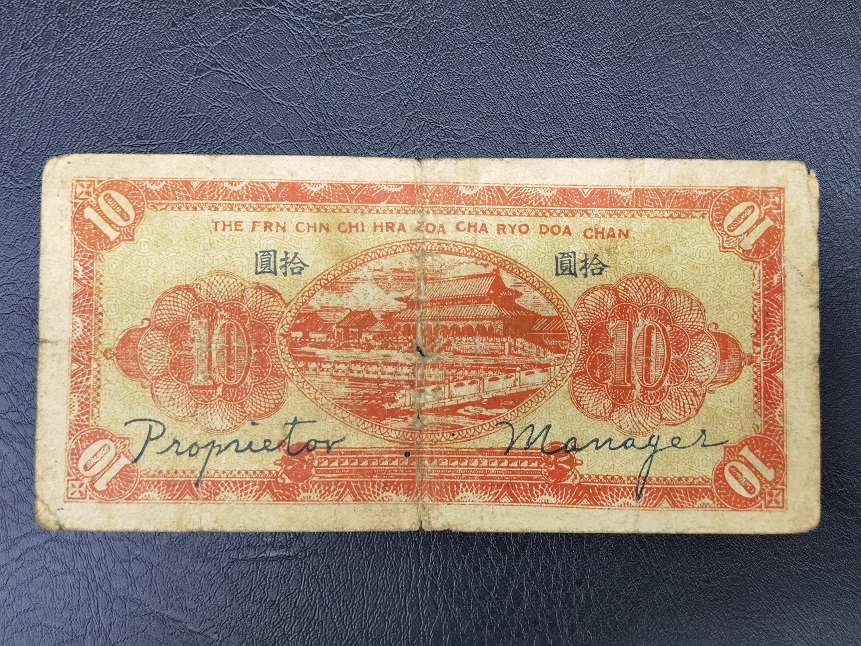 10 10
THE FRN CHN CHI HRA ZOA CHA RYO DOA CHAN
圓拾 圓拾
10 10
Proprietor Manager
10 10